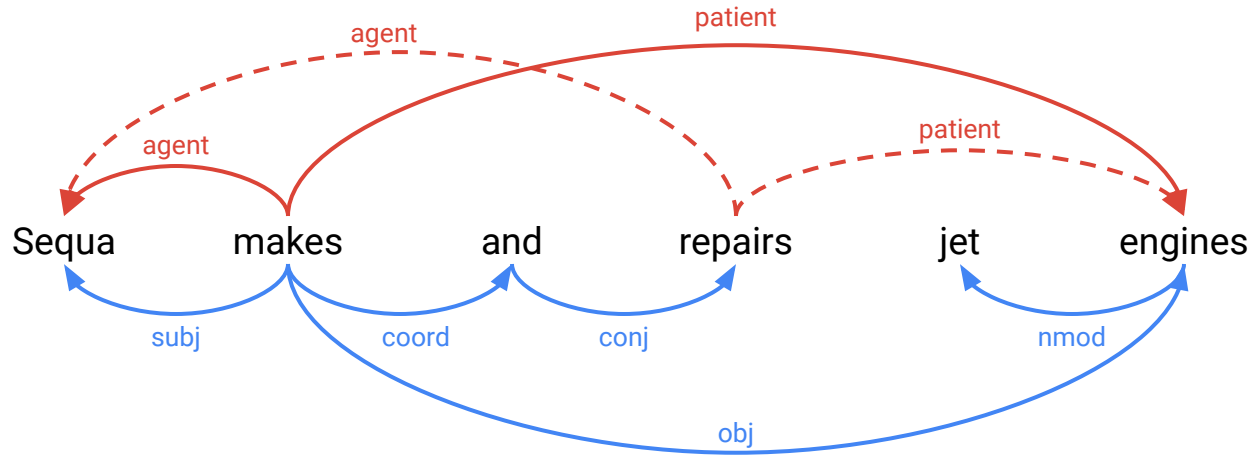 patient
agent
patient
agent
Sequa makes and repairs jet engines
subj coord conj nmod
obj